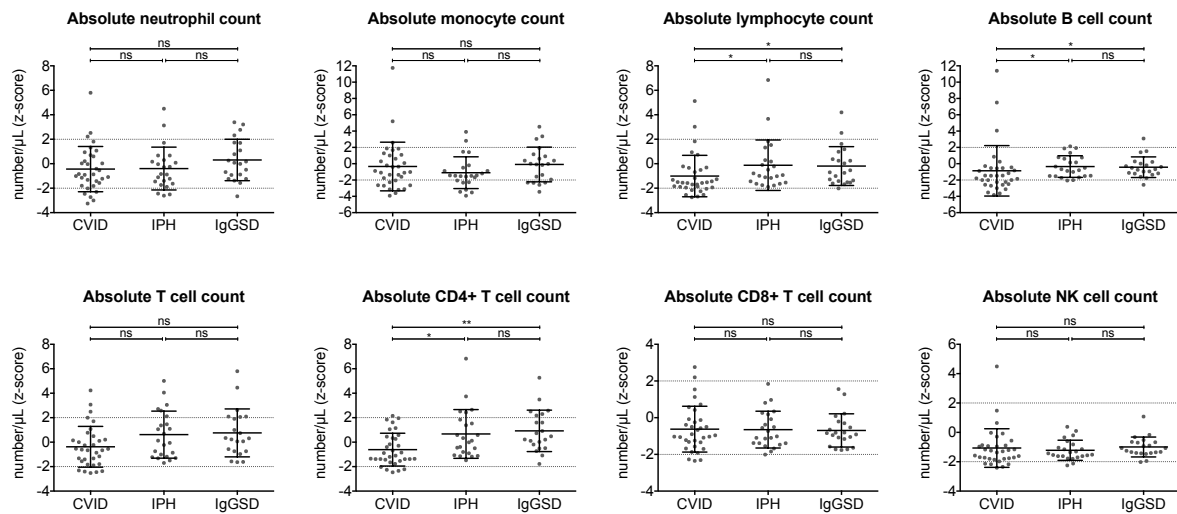 Absolute neutrophil count
ns
ns
ns
number/µL (z-score)
8
6
4
2
0
-2
-4
CVID
IPH
IgGSD
Absolute monocyte count
ns
ns
ns
number/µL (z-score)
12
10
8
6
4
2
0
-2
-4
-6
CVID
IPH
IgGSD
Absolute lymphocyte count
*
*
ns
number/µL (z-score)
8
6
4
2
0
-2
-4
CVID
IPH
IgGSD
Absolute B cell count
*
*
ns
number/µL (z-score)
12
10
8
6
4
2
0
-2
-4
-6
CVID
IPH
IgGSD
Absolute T cell count
ns
ns
ns
number/µL (z-score)
8
6
4
2
0
-2
-4
CVID
IPH
IgGSD
Absolute CD4+ T cell count
**
*
ns
number/µL (z-score)
8
6
4
2
0
-2
-4
CVID
IPH
IgGSD
Absolute CD8+ T cell count
ns
ns
ns
number/µL (z-score)
4
2
0
-2
-4
CVID
IPH
IgGSD
Absolute NK cell count
ns
ns
ns
number/µL (z-score)
6
4
2
0
-2
-4
CVID
IPH
IgGSD